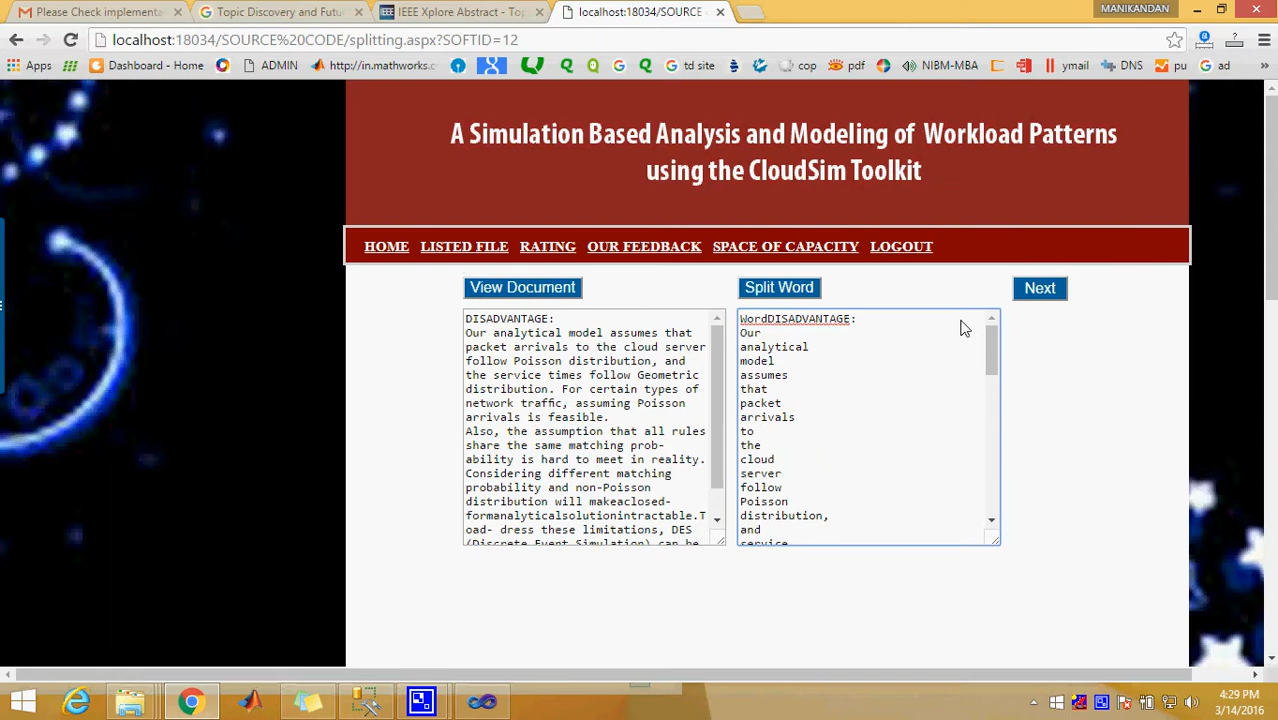 MANIKANDAN
Please Check implementa
Topic Discovery and Futu
IEEE Xplore Abstract - Top
localhost:18034/SOURCE
localhost:18034/SOURCE%20CODE/splitting.aspx?SOFTID=12
Apps
Dashboard - Home
ADMIN
http://in.mathworks.c
td site
cop
pdf
NIBM-MBA
ymail
DNS
pu
ad
A Simulation Based Analysis and Modeling of Workload Patterns
using the CloudSim Toolkit
HOME LISTED FILE RATING OUR FEEDBACK SPACE OF CAPACITY LOGOUT
View Document
Split Word
Next
DISADVANTAGE:
Our analytical model assumes that
packet arrivals to the cloud server
follow Poisson distribution, and
the service times follow Geometric
distribution. For certain types of
network traffic, assuming Poisson
arrivals is feasible.
Also, the assumption that all rules
share the same matching prob-
ability is hard to meet in reality.
Considering different matching
probability and non-Poisson
distribution will makeaclosed-
formanalyticalsolutionintractable.T
oad- dress these limitations, DES
(Discrete Event Simulation) can be
WordDISADVANTAGE:
Our
analytical
model
assumes
that
packet
arrivals
to
the
cloud
server
follow
Poisson
distribution,
and
service
4:29 PM
3/14/2016